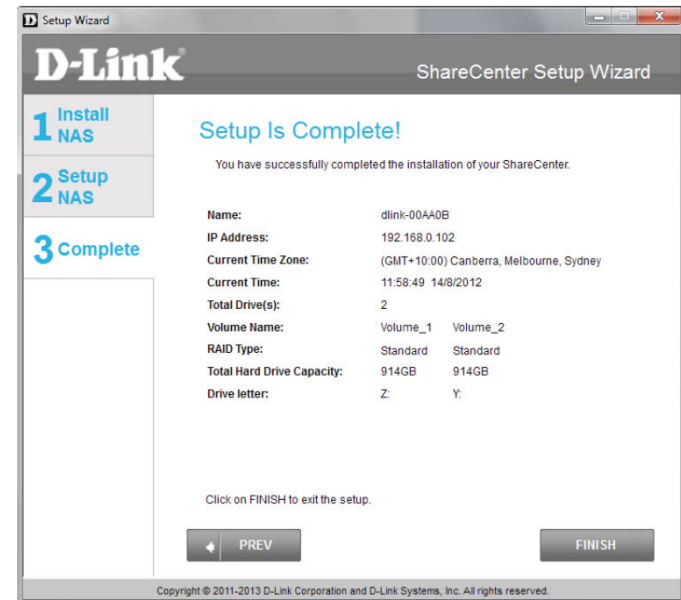 Setup Wizard
D-Link
ShareCenter Setup Wizard
1 Install NAS
2 Setup NAS
3 Complete
Setup Is Complete!
You have successfully completed the installation of your ShareCenter.
Name: dlink-00AA0B
IP Address: 192.168.0.102
Current Time Zone: (GMT+10:00) Canberra, Melbourne, Sydney
Current Time: 11:58:49 14/8/2012
Total Drive(s): 2
Volume Name: Volume_1 Volume_2
RAID Type: Standard Standard
Total Hard Drive Capacity: 914GB 914GB
Drive letter: Z: Y:
Click on FINISH to exit the setup.
PREV
FINISH
Copyright © 2011-2013 D-Link Corporation and D-Link Systems, Inc. All rights reserved.